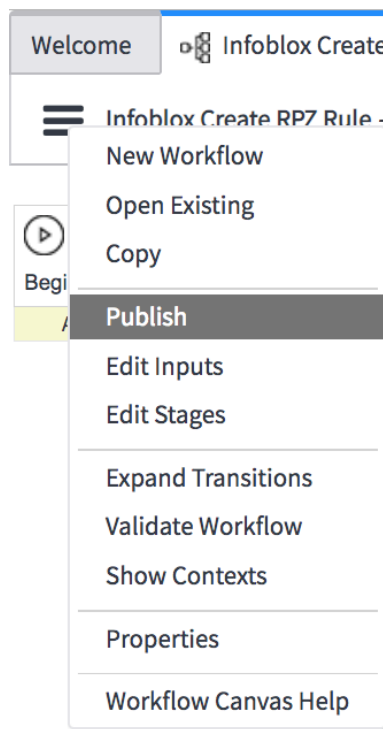 Welcome
Infoblox Create
Infoblox Create RPZ Rule -
New Workflow
Open Existing
Copy
Begi
Publish
Edit Inputs
Edit Stages
Expand Transitions
Validate Workflow
Show Contexts
Properties
Workflow Canvas Help